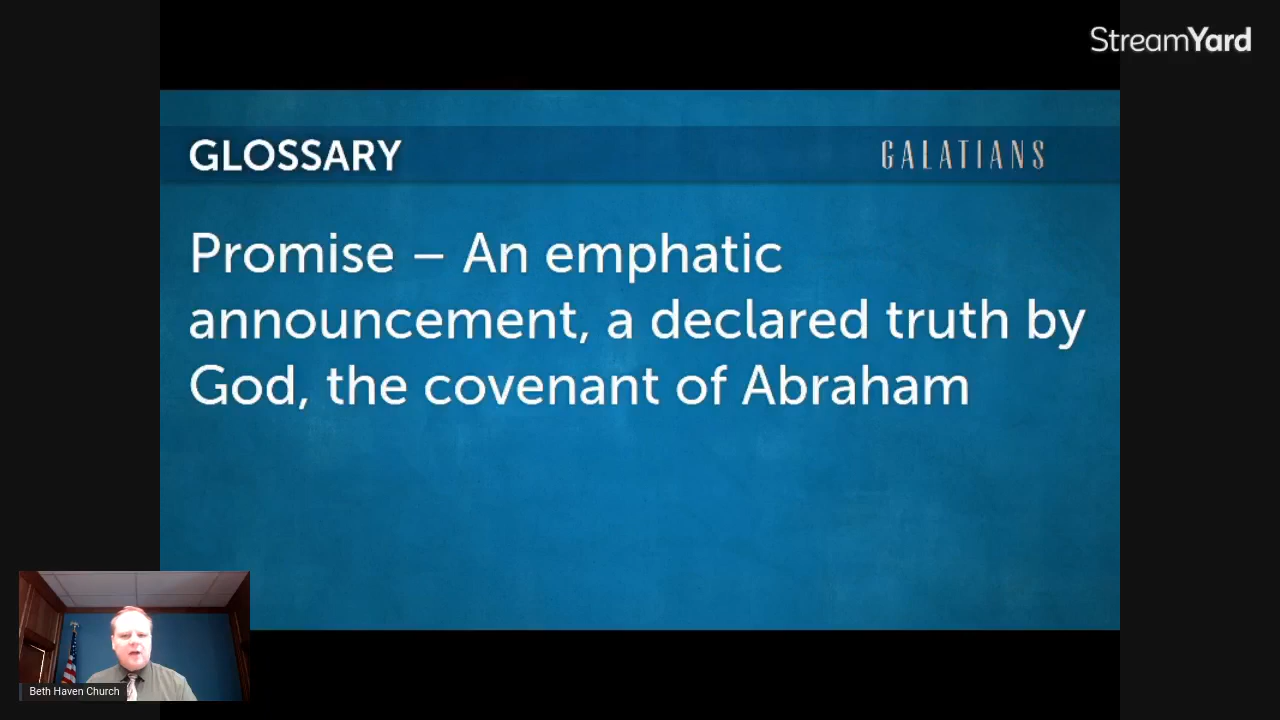 StreamYard
GLOSSARY
GALATIANS
Promise – An emphatic
announcement, a declared truth by
God, the covenant of Abraham
Beth Haven Church